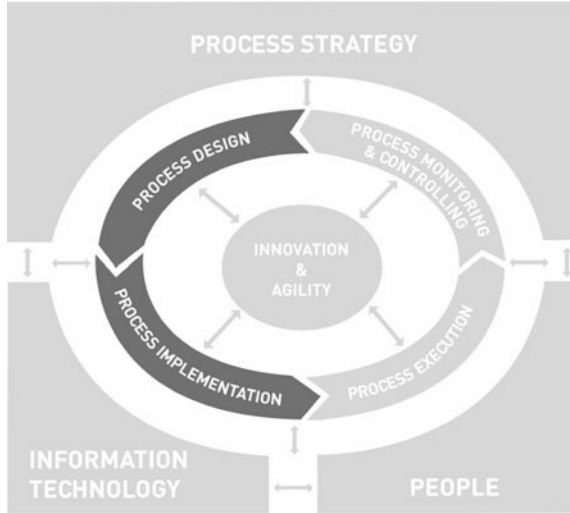 PROCESS STRATEGY
PROCESS DESIGN
PROCESS MONITORING
& CONTROLLING
INNOVATION
&
AGILITY
PROCESS IMPLEMENTATION
PROCESS EXECUTION
INFORMATION
TECHNOLOGY
PEOPLE